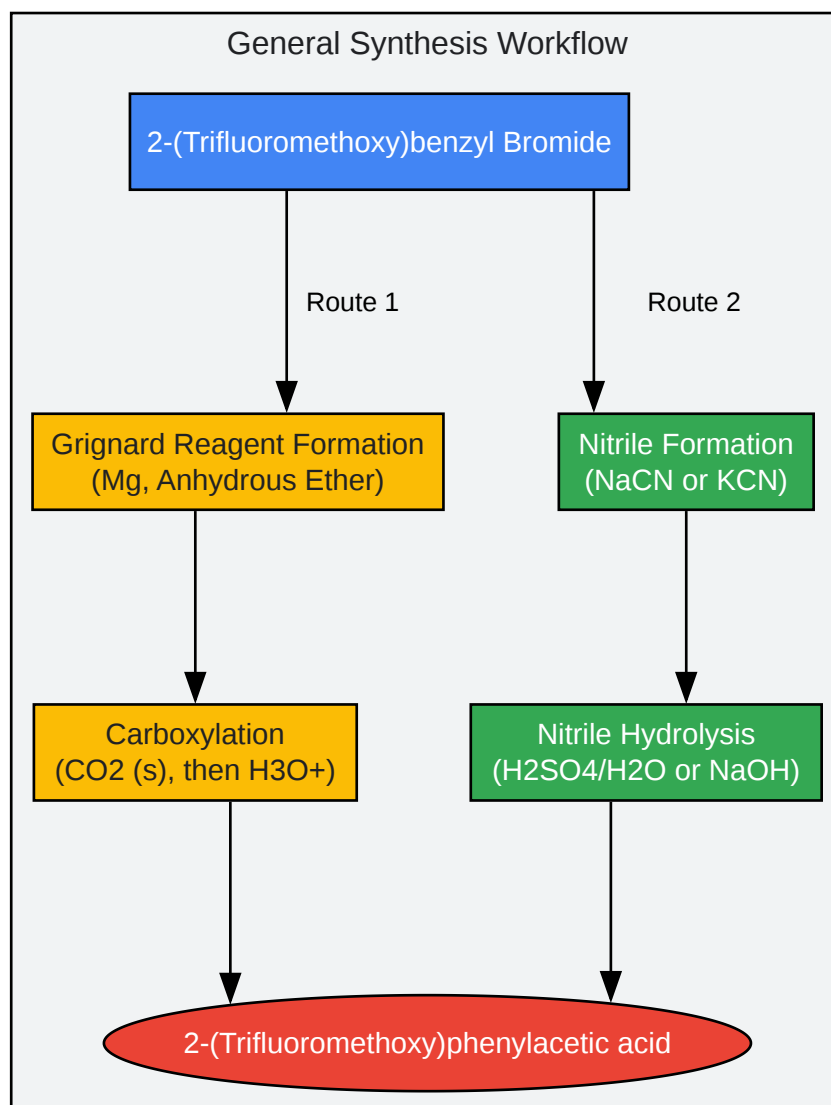 General Synthesis Workflow
2-(Trifluoromethoxy)benzyl Bromide
Route 1
Route 2
Grignard Reagent Formation
(Mg, Anhydrous Ether)
Nitrile Formation
(NaCN or KCN)
Carboxylation
(CO2 (s), then H3O+)
Nitrile Hydrolysis
(H2SO4/H2O or NaOH)
2-(Trifluoromethoxy)phenylacetic acid